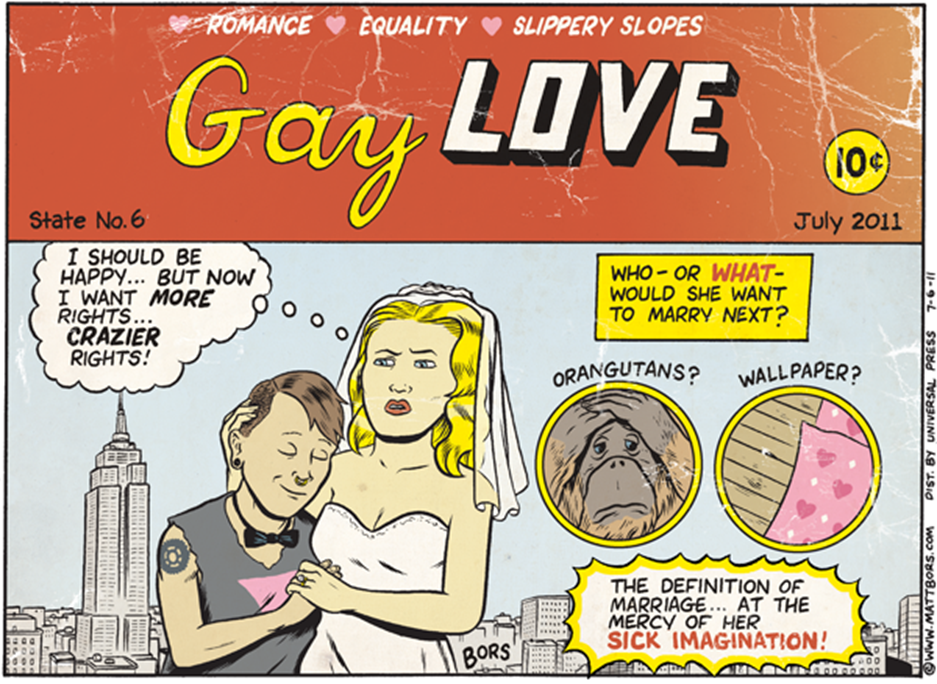 ROMANCE EQUALITY SLIPPERY SLOPES
Gay LOVE
10¢
State No. 6
July 2011
I SHOULD BE
HAPPY... BUT NOW
I WANT MORE
RIGHTS...
CRAZIER
RIGHTS!
WHO - OR WHAT -
WOULD SHE WANT
TO MARRY NEXT?
ORANGUTANS?
WALLPAPER?
THE DEFINITION OF
MARRIAGE... AT THE
MERCY OF HER
SICK IMAGINATION!
BORS
©WWW.MATTBORS.COM DIST. BY UNIVERSAL PRESS 7-6-11